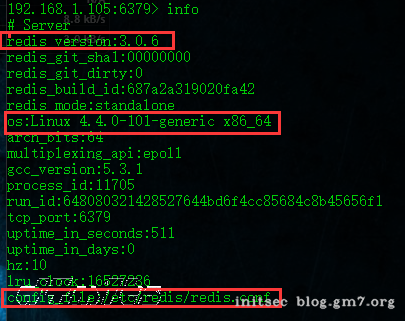 192.168.1.105:6379> info
8.8 kB/s
# Server
redis_version:3.0.6
redis_git_sha1:00000000
redis_git_dirty:0
redis_build_id:687a2a319020fa42
redis_mode:standalone
os:Linux 4.4.0-101-generic x86_64
arch_bits:64
multiplexing_api:epoll
gcc_version:5.3.1
process_id:11705
run_id:648080321428527644bd6f4cc85684c8b45656f1
tcp_port:6379
uptime_in_seconds:511
uptime_in_days:0
hz:10
lru_clock:16527236
config_file:/etc/redis/redis.conf
initsec blog.gm7.org